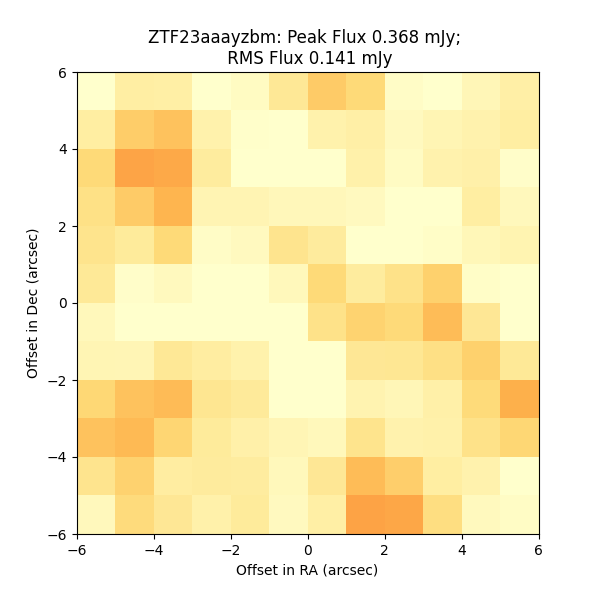 ZTF23aaayzbm: Peak Flux 0.368 mJy;
RMS Flux 0.141 mJy
6
4
2
0
−2
−4
−6
Offset in Dec (arcsec)
−6 −4 −2 0 2 4 6
Offset in RA (arcsec)